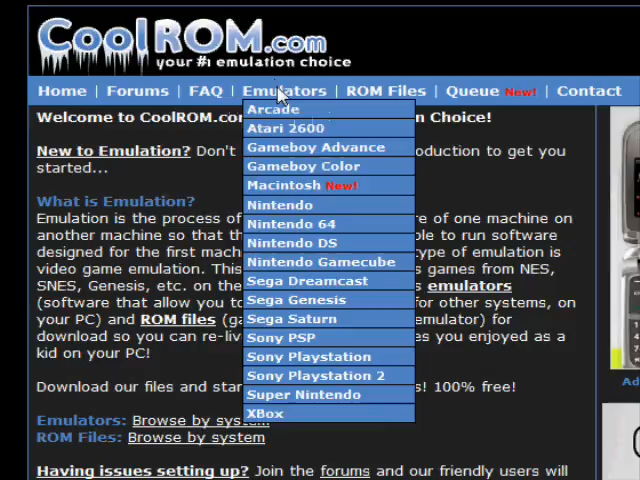 CoolROM.com
your #1 emulation choice
Home | Forums | FAQ | Emulators | ROM Files | Queue New! | Contact
Arcade
Atari 2600
Gameboy Advance
Gameboy Color
Macintosh New!
Nintendo
Nintendo 64
Nintendo DS
Nintendo Gamecube
Sega Dreamcast
Sega Genesis
Sega Saturn
Sony PSP
Sony Playstation
Sony Playstation 2
Super Nintendo
XBox
Welcome to CoolROM.co Choice!
New to Emulation? Don't oduction to get you
started...
What is Emulation?
Emulation is the process of re of one machine on
another machine so that th ble to run software
designed for the first machin type of emulation is
video game emulation. This s games from NES,
SNES, Genesis, etc. on the emulators
(software that allow you to for other systems, on
your PC) and ROM files (ga emulator) for
download so you can re-liv es you enjoyed as a
kid on your PC!
Download our files and star s! 100% free!
Emulators: Browse by system
ROM Files: Browse by system
Having issues setting up? Join the forums and our friendly users will
Ad